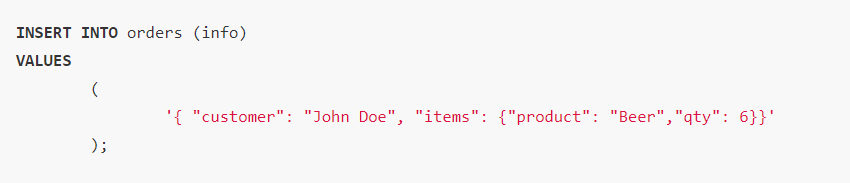 INSERT INTO orders (info)
VALUES
(
'{ "customer": "John Doe", "items": {"product": "Beer","qty": 6}}'
);